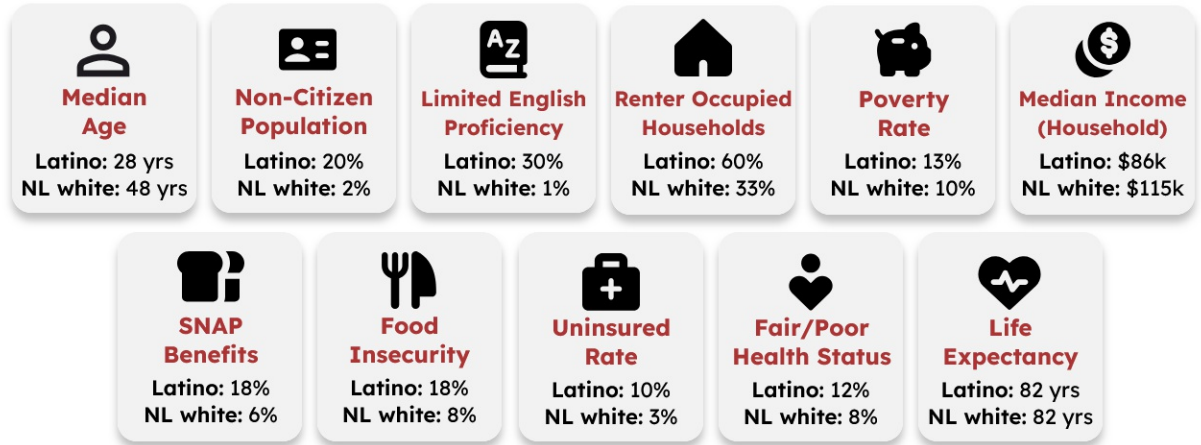 A Z
Median
Age
Latino: 28 yrs
NL white: 48 yrs
Non-Citizen
Population
Latino: 20%
NL white: 2%
Limited English
Proficiency
Latino: 30%
NL white: 1%
Renter Occupied
Households
Latino: 60%
NL white: 33%
Poverty
Rate
Latino: 13%
NL white: 10%
$
Median Income
(Household)
Latino: $86k
NL white: $115k
SNAP
Benefits
Latino: 18%
NL white: 6%
Food
Insecurity
Latino: 18%
NL white: 8%
Uninsured
Rate
Latino: 10%
NL white: 3%
Fair/Poor
Health Status
Latino: 12%
NL white: 8%
Life
Expectancy
Latino: 82 yrs
NL white: 82 yrs